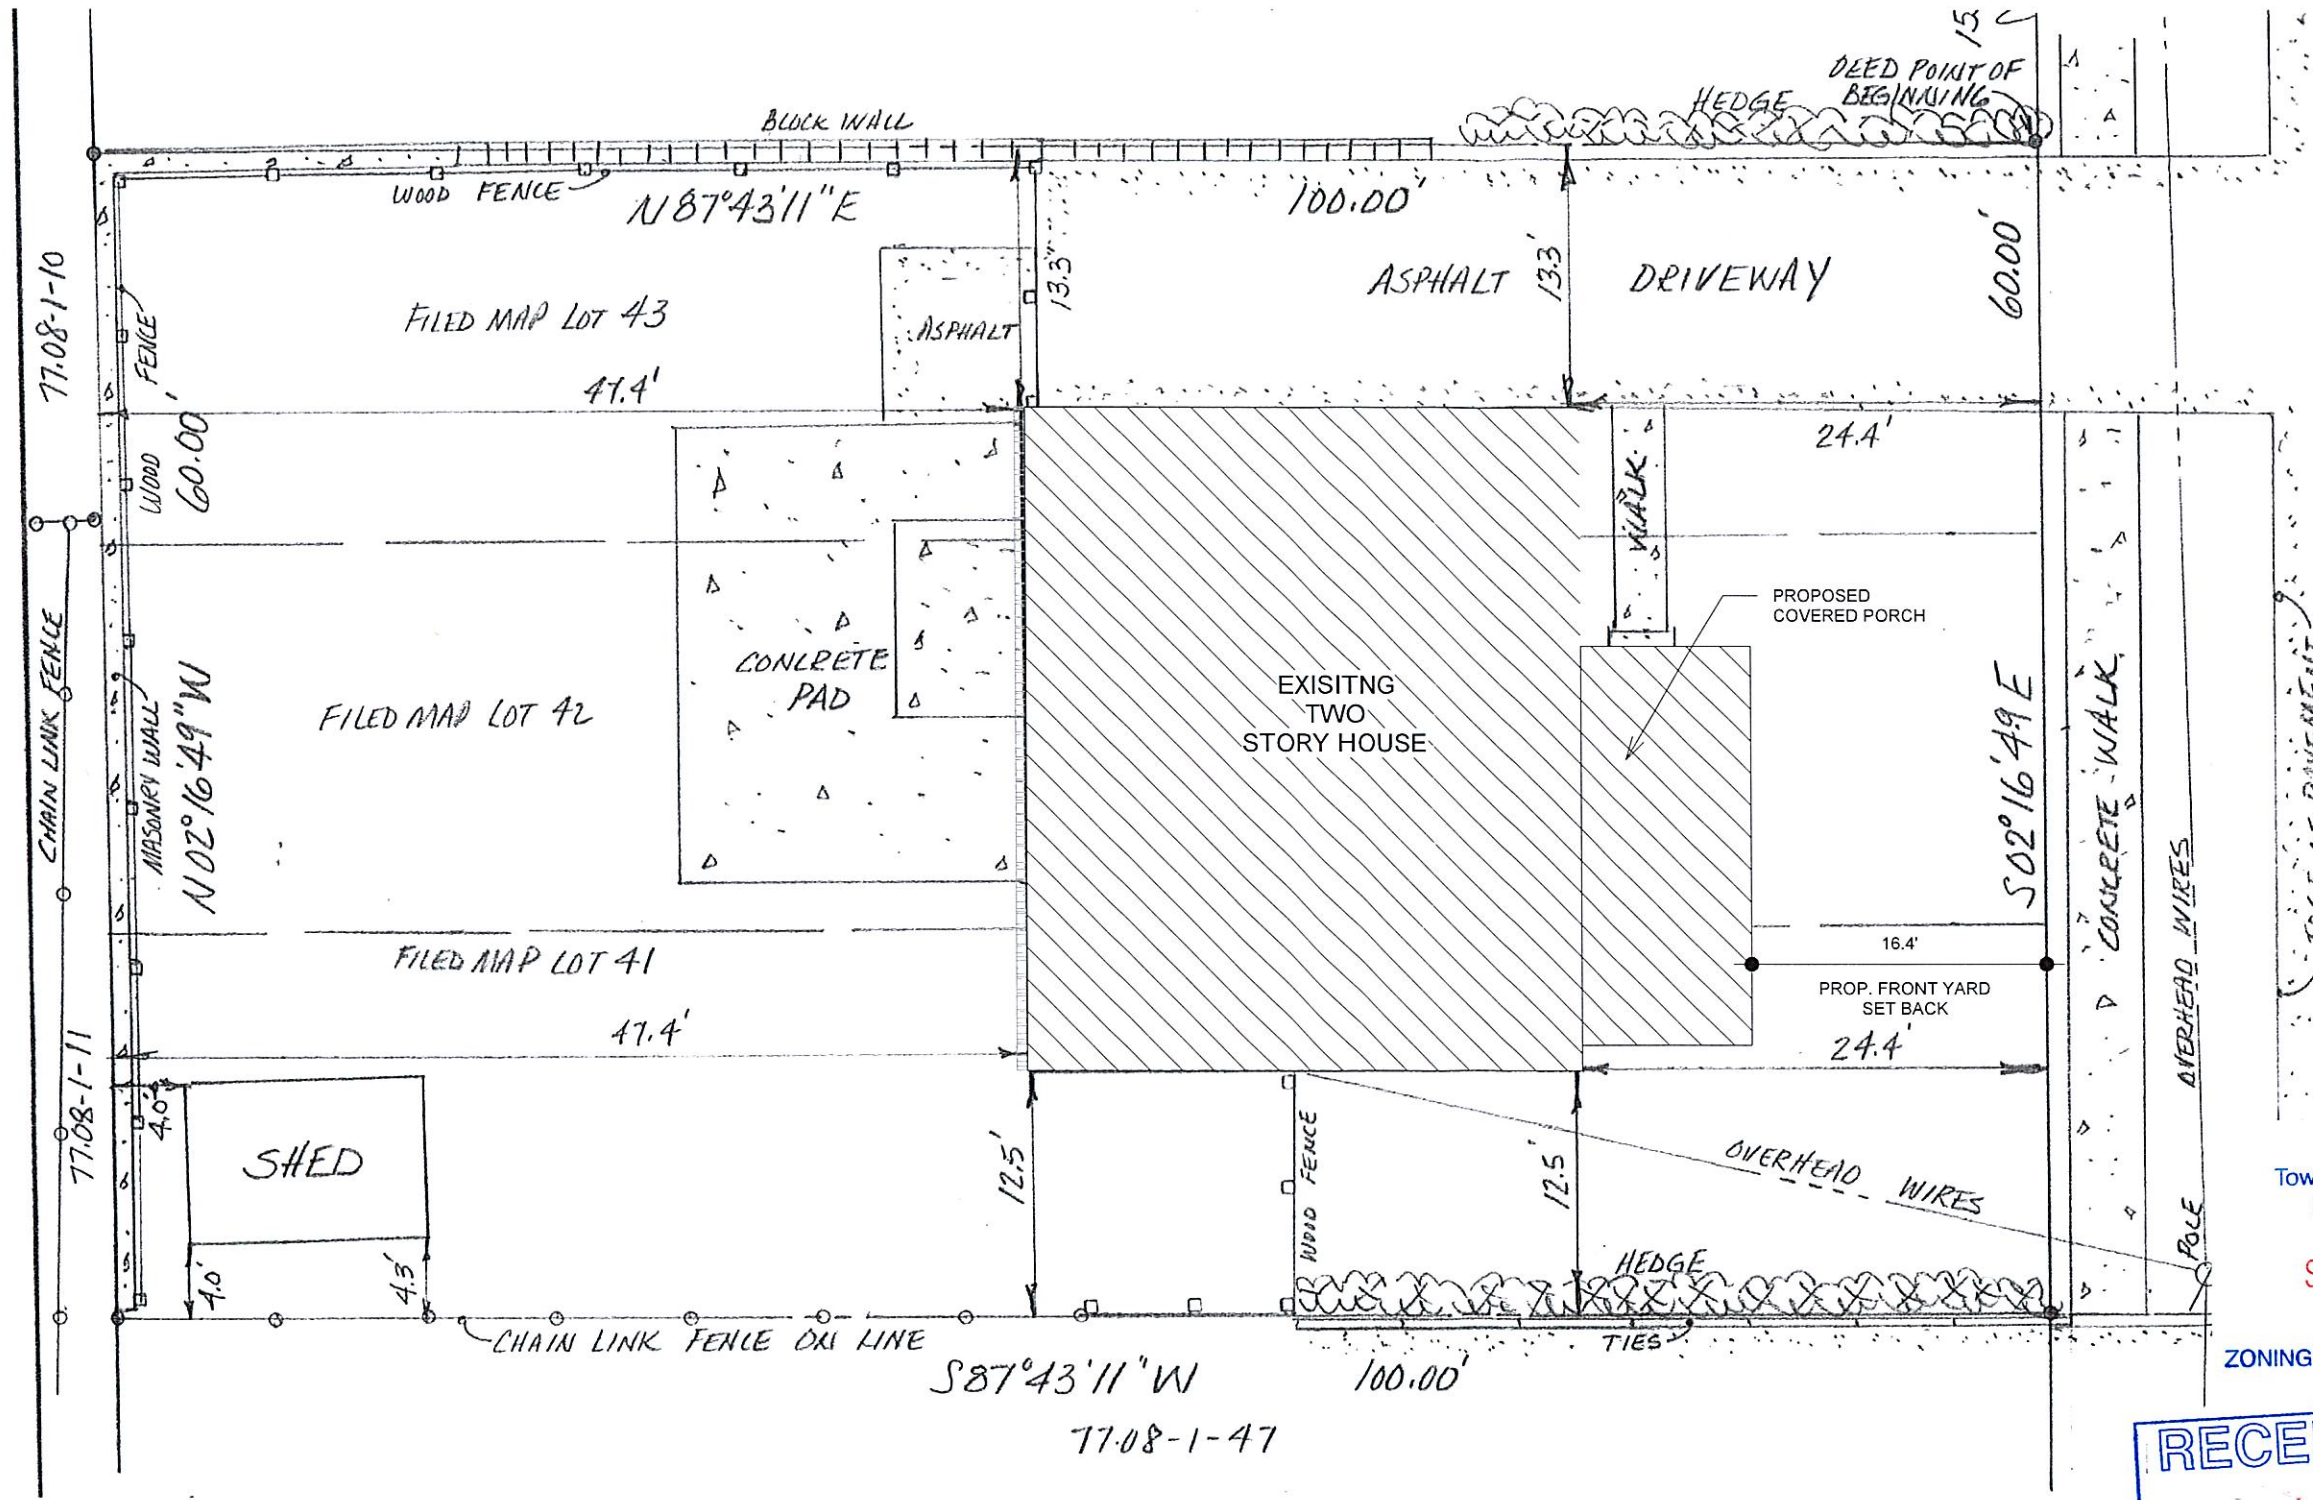 15.
DEED POINT OF
BEGINNING
HEDGE
BLOCK WALL
WOOD FENCE
N87°43'11"E
100.00'
77.08-1-10
FENCE
WOOD
60.00'
FILED MAP LOT 43
47.4'
ASPHALT
13.3'
ASPHALT
13.3'
DRIVEWAY
60.00'
24.4'
WALK
PROPOSED
COVERED PORCH
CHAIN LINK FENCE
MASONRY WALL
N02°16'49"W
FILED MAP LOT 42
CONCRETE
PAD
EXISITNG
TWO
STORY HOUSE
S02°16'49E
CONCRETE WALK
OVERHEAD WIRES
FILED MAP LOT 41
47.4'
16.4'
PROP. FRONT YARD
SET BACK
24.4'
77.08-1-11
4.0'
SHED
4.0'
4.3'
12.5'
WOOD FENCE
12.5'
OVERHEAD WIRES
POLE
HEDGE
TIES
CHAIN LINK FENCE ON LINE
S87°43'11"W
100.00'
77.08-1-47
Tow
S
ZONING
RECE